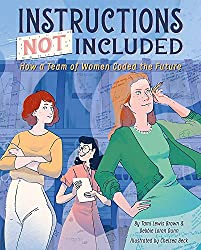 INSTRUCTIONS
NOT INCLUDED
How a Team of Women Coded the Future
By Tami Lewis Brown &
Debbie Loren Dunn
Illustrated by Chelsea Beck